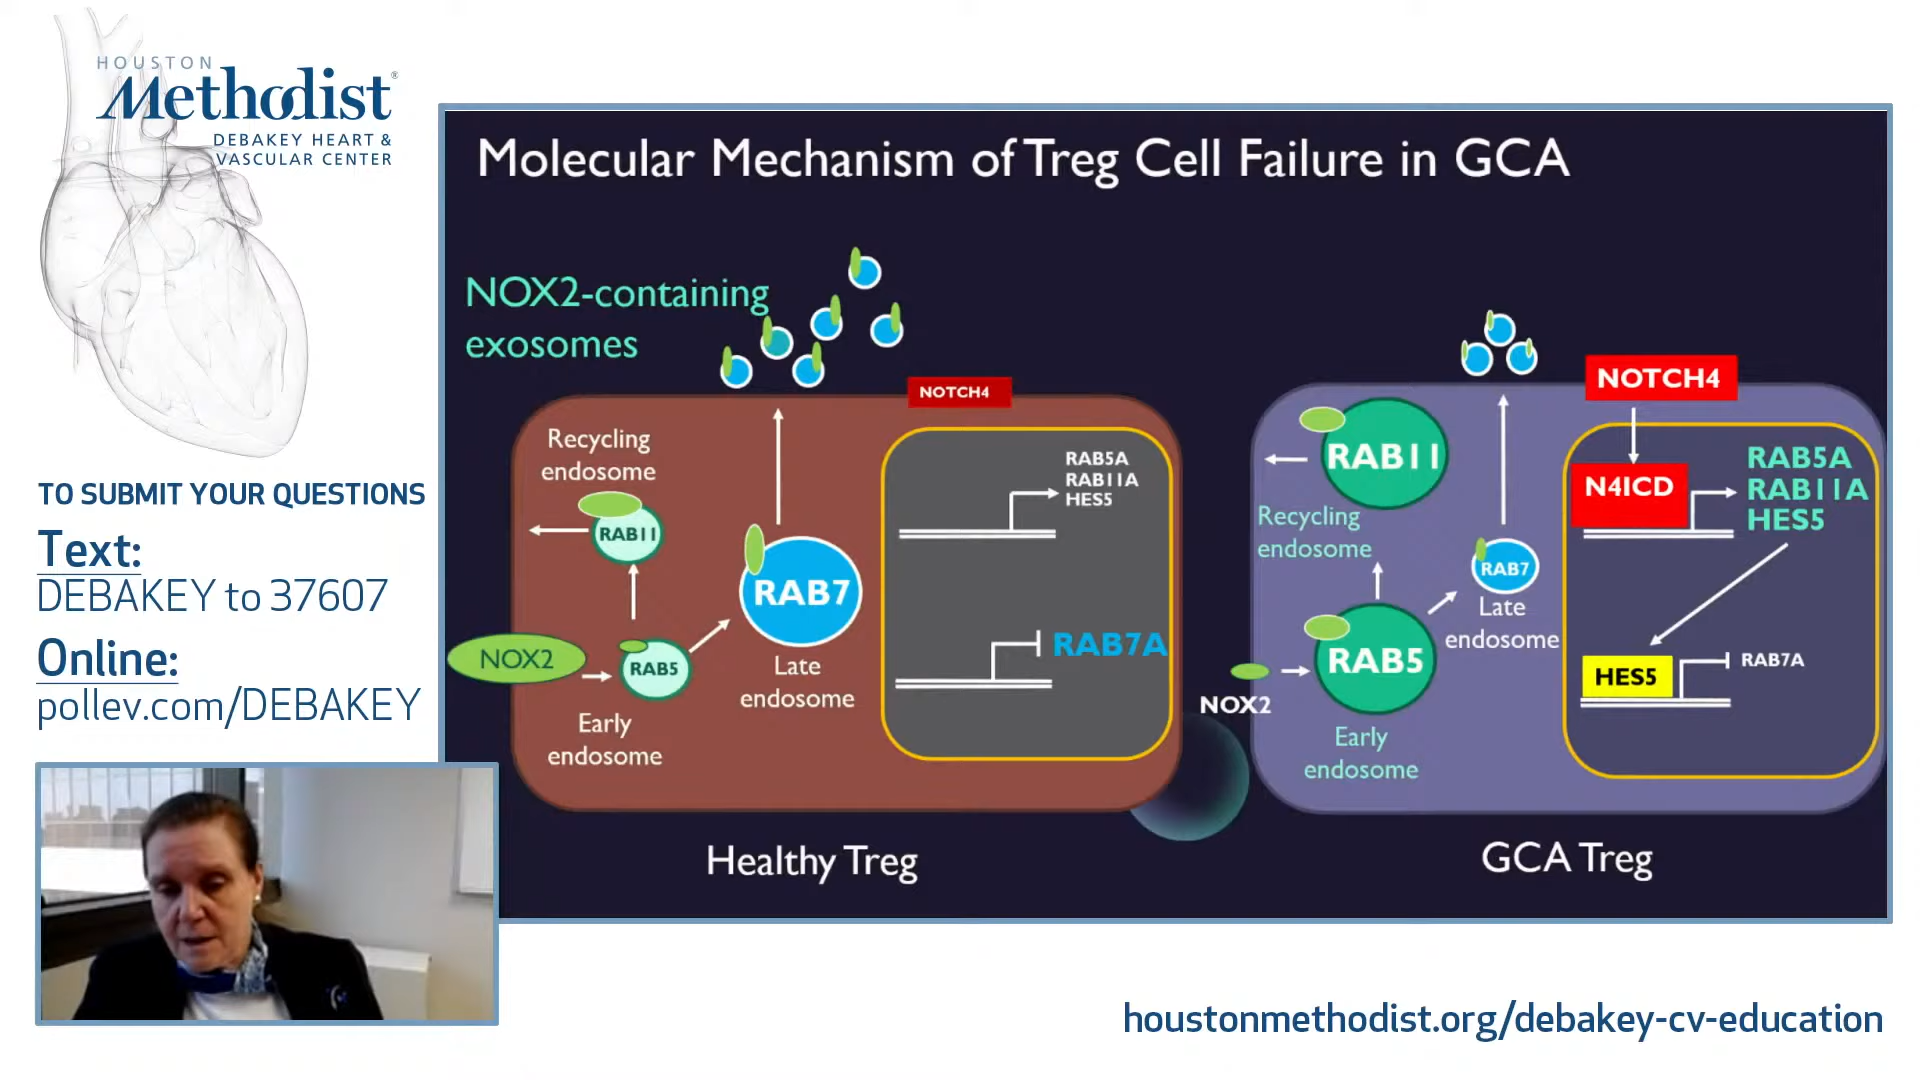 HOUSTON
Methodist®
DEBAKEY HEART &
VASCULAR CENTER
TO SUBMIT YOUR QUESTIONS
Text:
DEBAKEY to 37607
Online:
pollev.com/DEBAKEY
Molecular Mechanism of Treg Cell Failure in GCA
NOX2-containing
exosomes
NOTCH4
Recycling
endosome
RAB11
RAB7
Late
endosome
NOX2
RAB5
Early
endosome
RAB5A
RAB11A
HES5
RAB7A
Healthy Treg
NOTCH4
RAB11
Recycling
endosome
N4ICD
RAB5A
RAB11A
HES5
RAB7
Late
endosome
RAB5
NOX2
Early
endosome
HES5
RAB7A
GCA Treg
houstonmethodist.org/debakey-cv-education